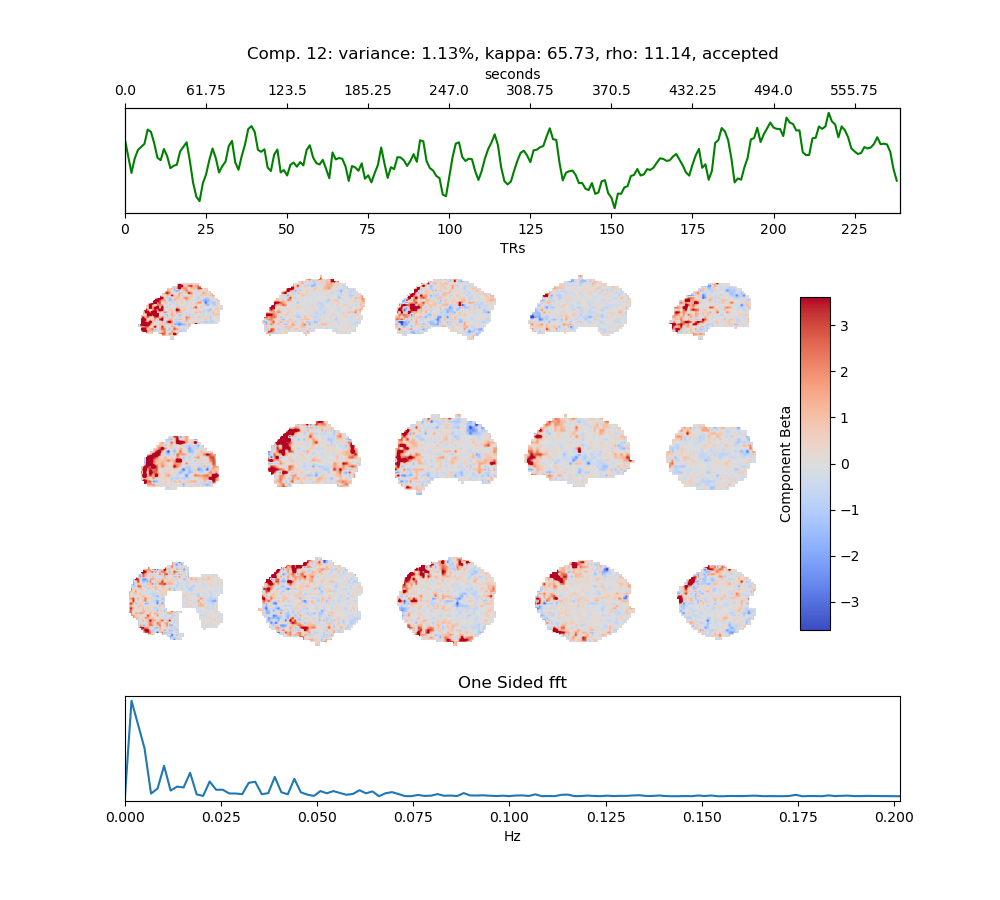 Comp. 12: variance: 1.13%, kappa: 65.73, rho: 11.14, accepted
seconds
0.0 61.75 123.5 185.25 247.0 308.75 370.5 432.25 494.0 555.75
0 25 50 75 100 125 150 175 200 225
TRs
3
2
1
0
−1
−2
−3
Component Beta
One Sided fft
0.000 0.025 0.050 0.075 0.100 0.125 0.150 0.175 0.200
Hz